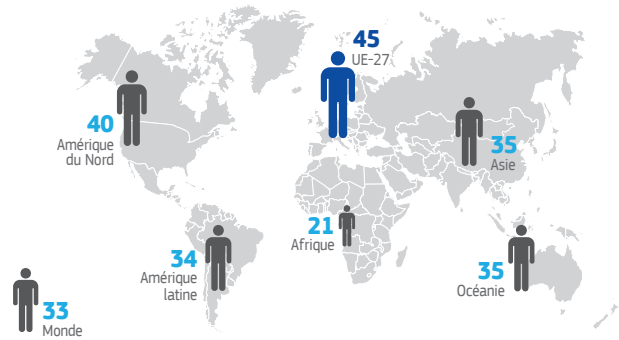 45
UE-27
40
Amérique
du Nord
35
Asie
21
Afrique
34
Amérique
latine
35
Océanie
33
Monde